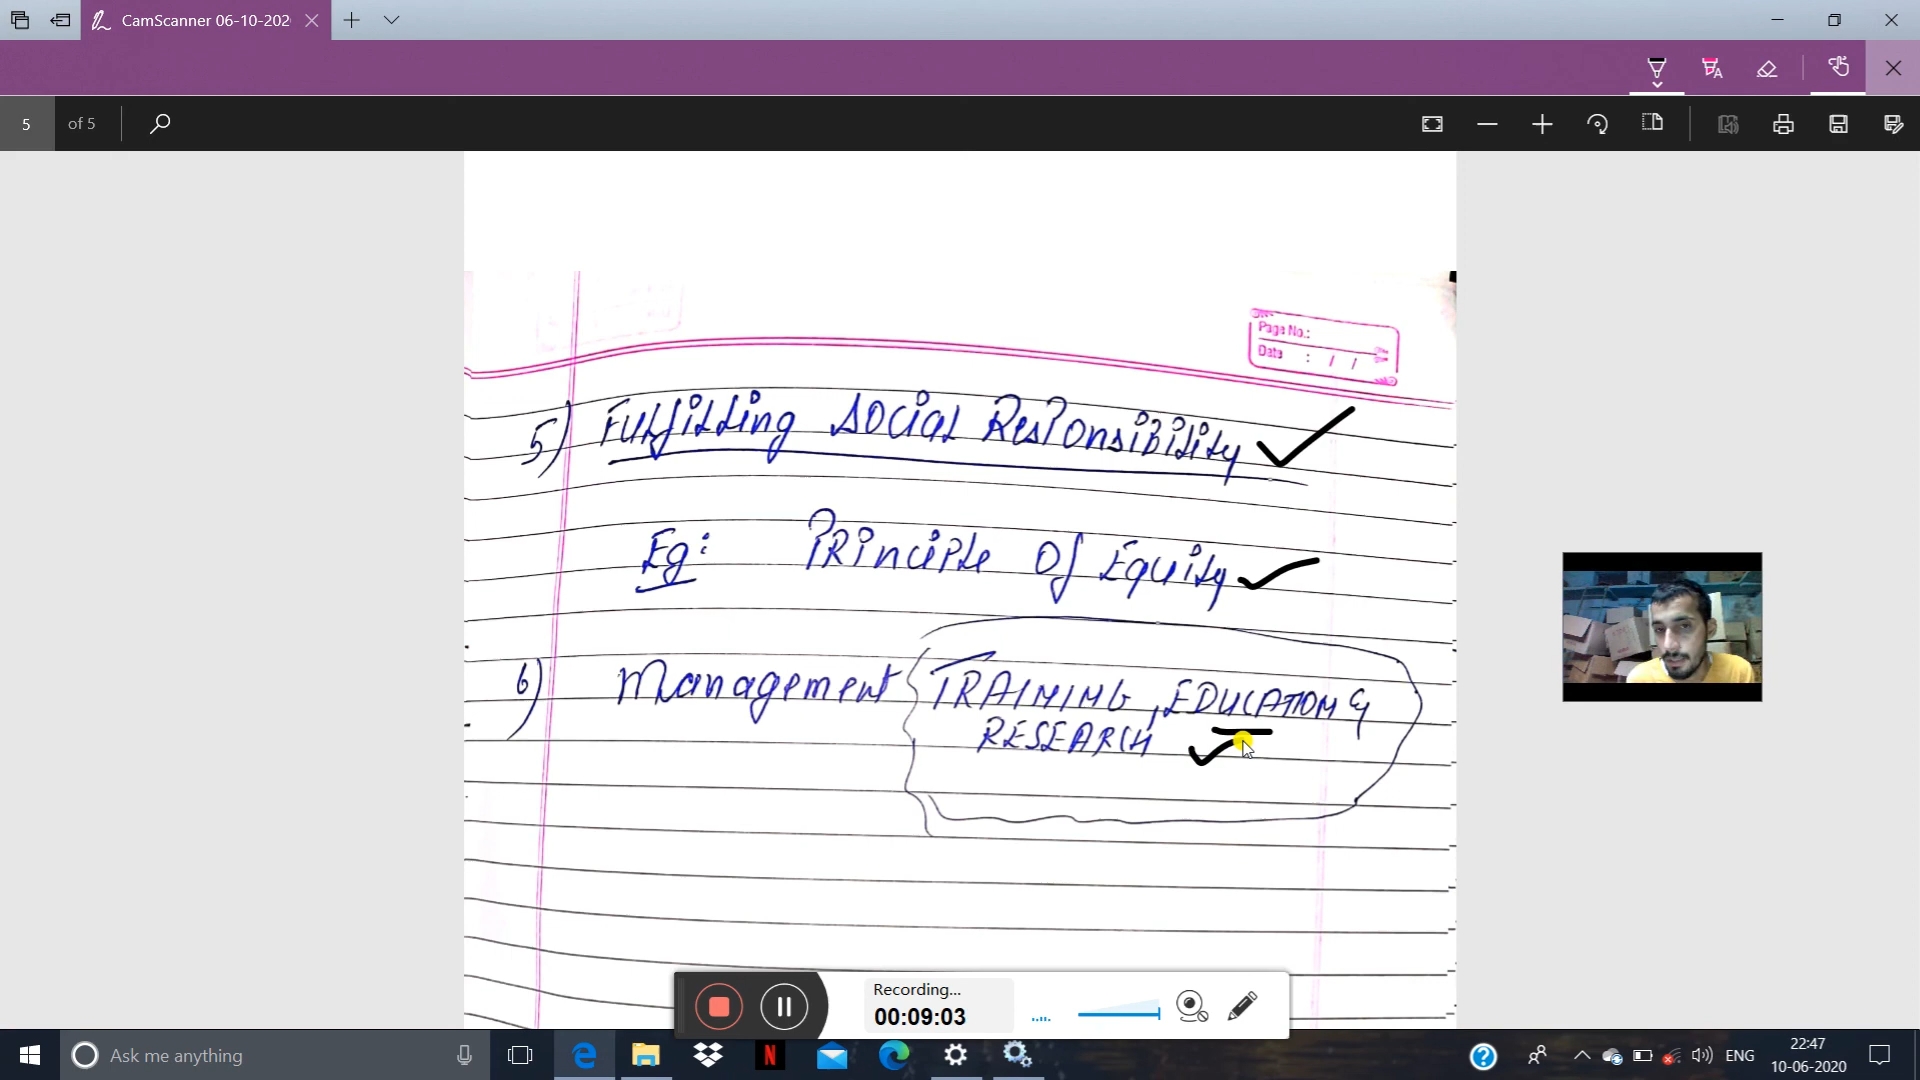 CamScanner 06-10-202
5 of 5
Page No.:
Date : / /
5) Fulfilling Social Responsibility
Eg: Principle Of Equity
6) Management TRAINING, EDUCATION &
RESEARCH
Recording...
00:09:03
Ask me anything
ENG
22:47
10-06-2020